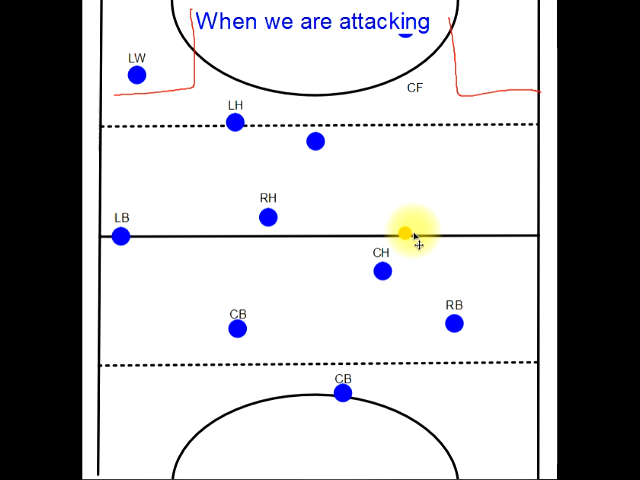 When we are attacking
LW
CF
LH
RH
LB
CH
RB
CB
CB